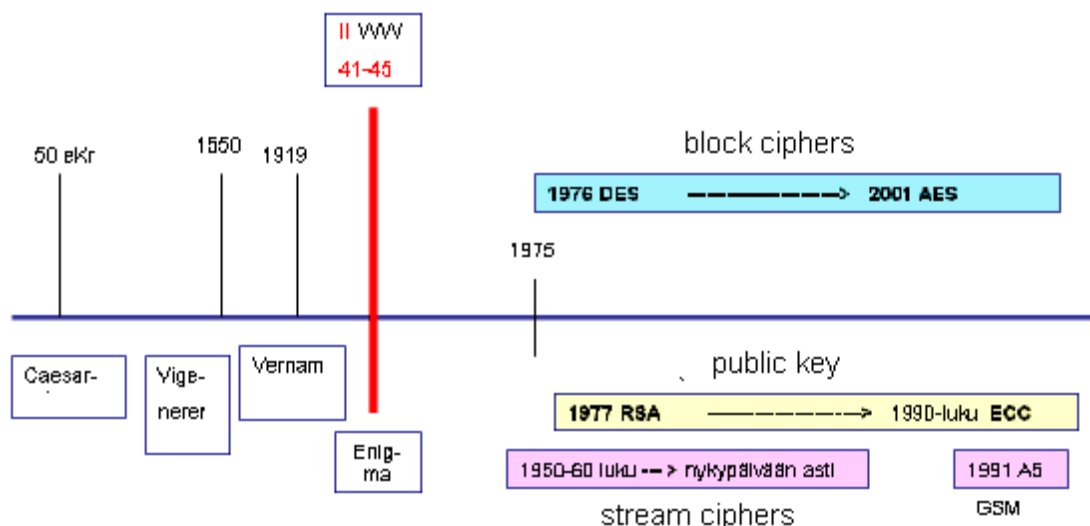 II WW
41-45
50 eKr
1550
1919
block ciphers
1976 DES ------------> 2001 AES
1975
Caesar-
Vige-
nerer
Vernam
public key
1977 RSA ------------> 1990-luku ECC
Enig-
ma
1950-60 luku ---> nykypäivään asti
1991 A5
stream ciphers
GSM